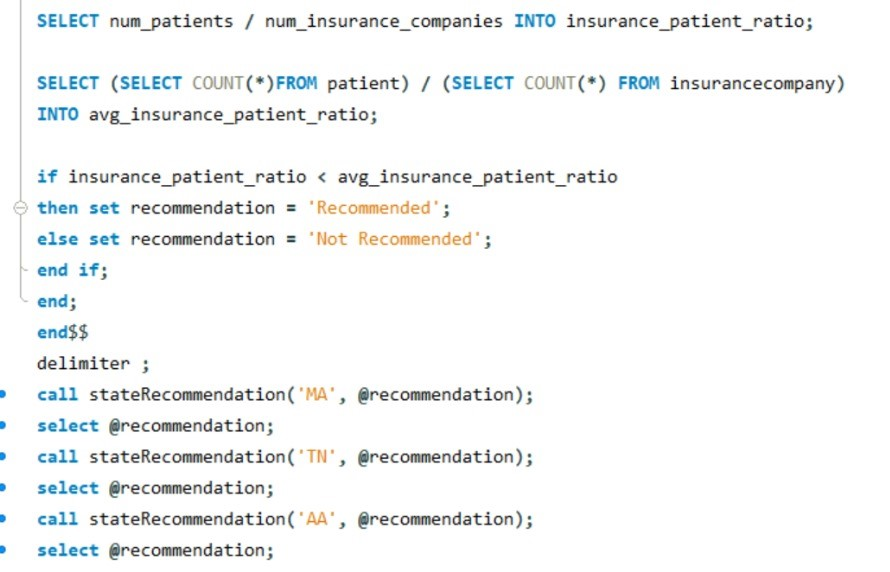 SELECT num_patients / num_insurance_companies INTO insurance_patient_ratio;
SELECT (SELECT COUNT(*)FROM patient) / (SELECT COUNT(*) FROM insurancecompany)
INTO avg_insurance_patient_ratio;
if insurance_patient_ratio < avg_insurance_patient_ratio
then set recommendation = 'Recommended';
else set recommendation = 'Not Recommended';
end if;
end;
end$$
delimiter ;
call stateRecommendation('MA', @recommendation);
select @recommendation;
call stateRecommendation('TN', @recommendation);
select @recommendation;
call stateRecommendation('AA', @recommendation);
select @recommendation;